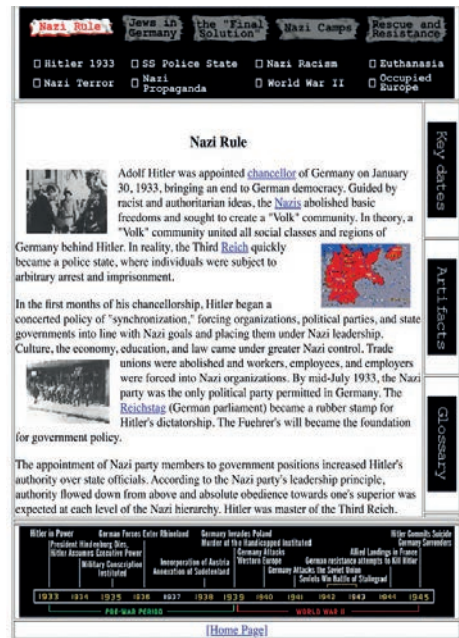 Nazi Rule
Jews in Germany
the "Final Solution"
Nazi Camps
Rescue and Resistance
Hitler 1933
SS Police State
Nazi Racism
Euthanasia
Nazi Terror
Nazi Propaganda
World War II
Occupied Europe
Nazi Rule
Adolf Hitler was appointed chancellor of Germany on January
30, 1933, bringing an end to German democracy. Guided by
racist and authoritarian ideas, the Nazis abolished basic
freedoms and sought to create a "Volk" community. In theory, a
"Volk" community united all social classes and regions of
Germany behind Hitler. In reality, the Third Reich quickly
became a police state, where individuals were subject to
arbitrary arrest and imprisonment.
In the first months of his chancellorship, Hitler began a
concerted policy of "synchronization," forcing organizations, political parties, and state
governments into line with Nazi goals and placing them under Nazi leadership.
Culture, the economy, education, and law came under greater Nazi control. Trade
unions were abolished and workers, employees, and employers
were forced into Nazi organizations. By mid-July 1933, the Nazi
party was the only political party permitted in Germany. The
Reichstag (German parliament) became a rubber stamp for
Hitler's dictatorship. The Fuehrer's will became the foundation
for government policy.
The appointment of Nazi party members to government positions increased Hitler's
authority over state officials. According to the Nazi party's leadership principle,
authority flowed down from above and absolute obedience towards one's superior was
expected at each level of the Nazi hierarchy. Hitler was master of the Third Reich.
Key dates
Artifacts
Glossary
Hitler in Power
German Forces Enter Rhineland
Germany Invades Poland
Hitler Commits Suicide
President Hindenburg Dies,
Murder of the Handicapped Instituted
Germany Surrenders
Hitler Assumes Executive Power
Germany Attacks
Western Europe
Allied Landings in France
Military Conscription
Instituted
Incorporation of Austria
Annexation of Sudetenland
German resistance attempts to Kill Hitler
Germany Attacks the Soviet Union
Soviets Win Battle of Stalingrad
1933 1934 1935 1936 1937 1938 1939 1940 1941 1942 1943 1944 1945
PRE-WAR PERIOD
WORLD WAR II
[Home Page]